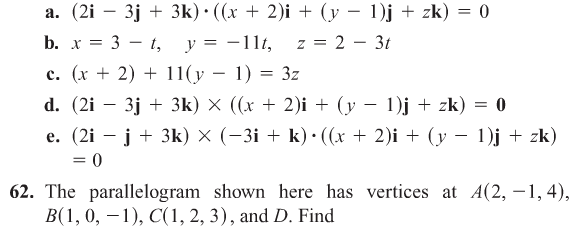 a. (2i − 3j + 3k) · ((x + 2)i + (y − 1)j + zk) = 0
b. x = 3 − t, y = −11t, z = 2 − 3t
c. (x + 2) + 11(y − 1) = 3z
d. (2i − 3j + 3k) × ((x + 2)i + (y − 1)j + zk) = 0
e. (2i − j + 3k) × (−3i + k) · ((x + 2)i + (y − 1)j + zk)
= 0
62. The parallelogram shown here has vertices at A(2, −1, 4),
B(1, 0, −1), C(1, 2, 3), and D. Find